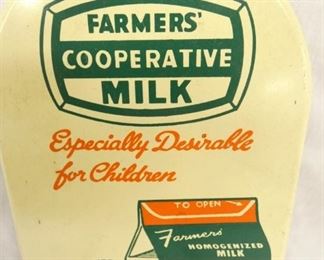 FARMERS'
COOPERATIVE
MILK
Especially Desirable
for Children
TO OPEN
Farmers'
HOMOGENIZED
MILK